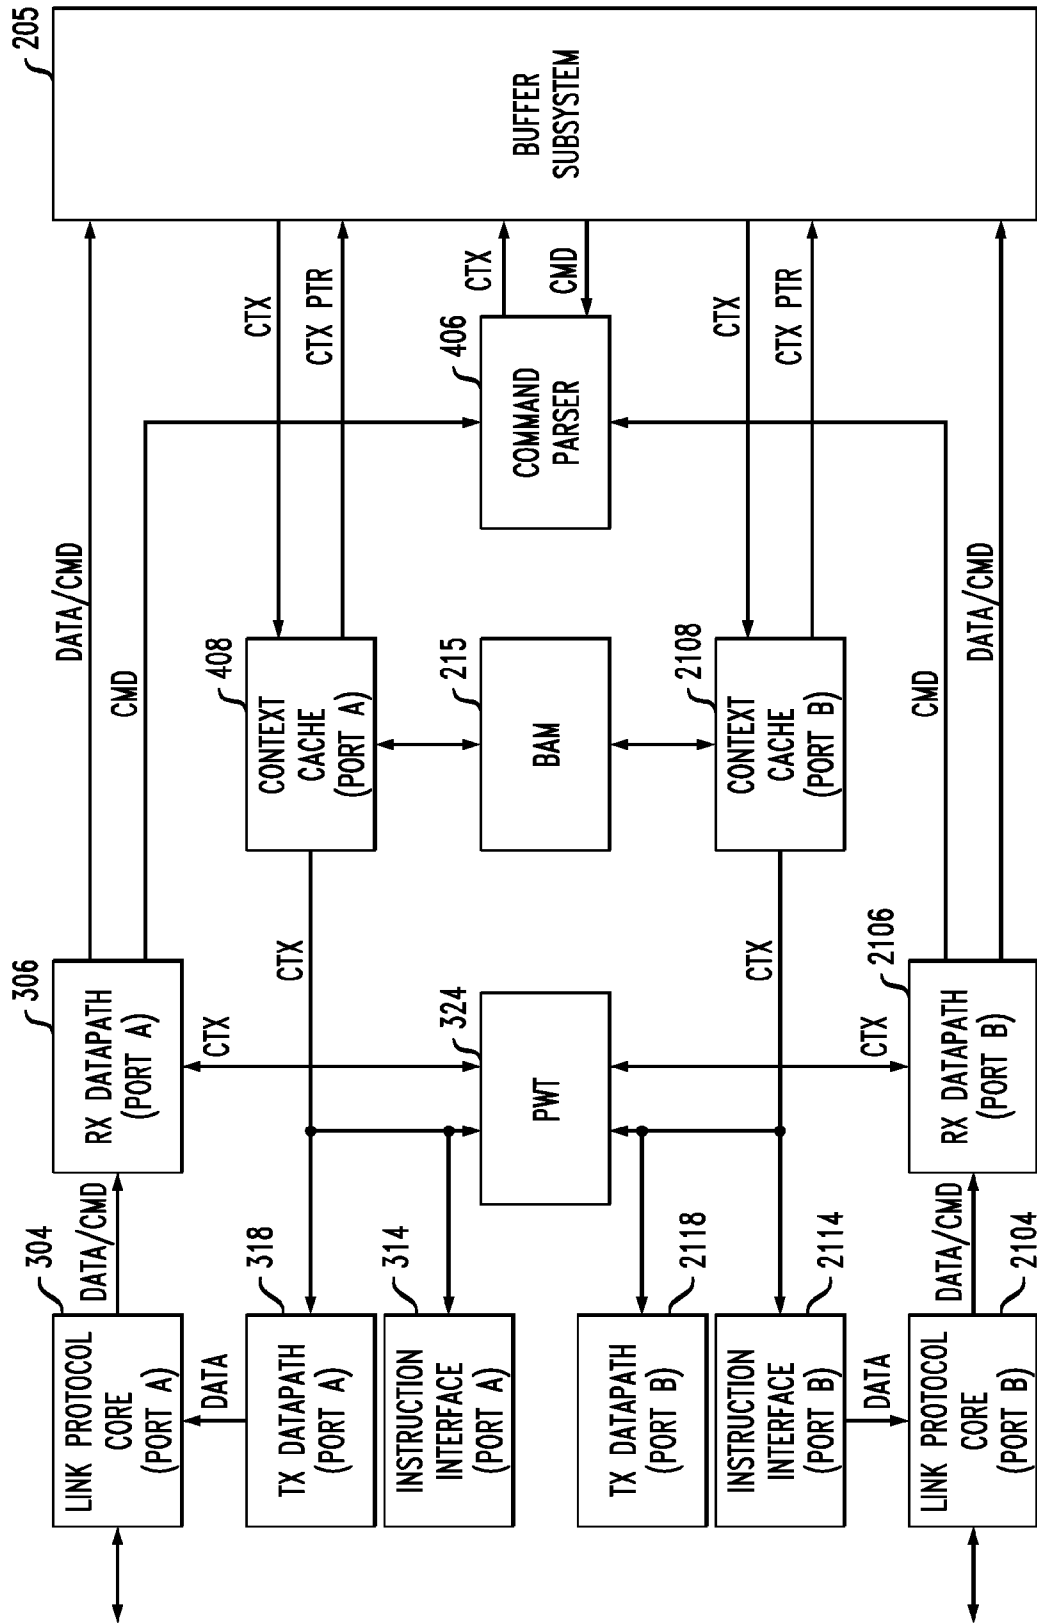 205
BUFFER
SUBSYSTEM
DATA/CMD
CMD
CTX
CTX PTR
CTX
CMD
CTX
CTX PTR
CMD
DATA/CMD
406
COMMAND
PARSER
408
CONTEXT
CACHE
(PORT A)
215
BAM
2108
CONTEXT
CACHE
(PORT B)
CTX
CTX
306
RX DATAPATH
(PORT A)
CTX
324
PWT
CTX
2106
RX DATAPATH
(PORT B)
DATA/CMD
DATA/CMD
304
LINK PROTOCOL
CORE
(PORT A)
DATA
318
TX DATAPATH
(PORT A)
314
INSTRUCTION
INTERFACE
(PORT A)
2118
TX DATAPATH
(PORT B)
2114
INSTRUCTION
INTERFACE
(PORT B)
DATA
2104
LINK PROTOCOL
CORE
(PORT B)